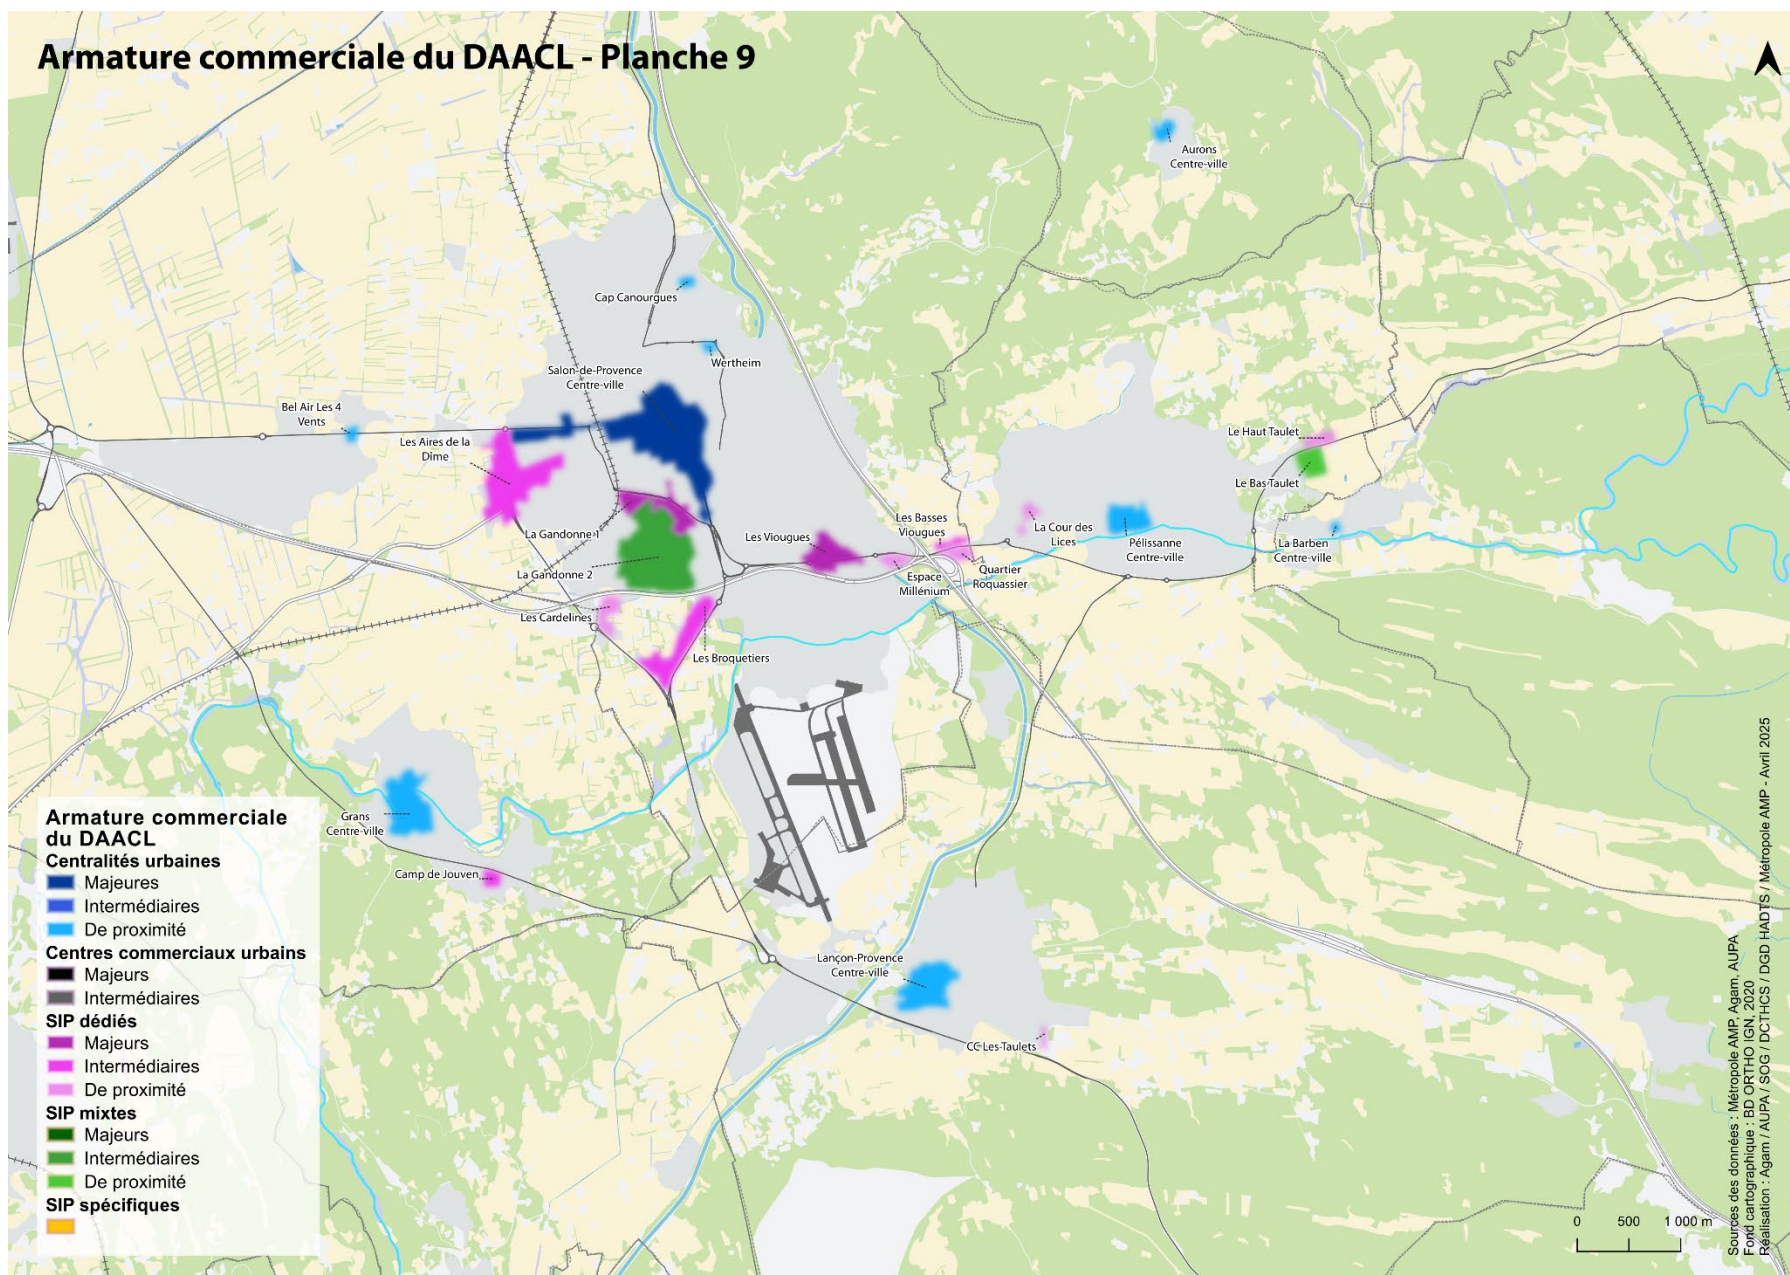 Armature commerciale du DAACL - Planche 9
Aurons
Centre-ville
Cap Canourgues
Wertheim
Salon-de-Provence
Centre-ville
Bel Air Les 4
Vents
Les Aires de la
Dime
Le Haut Taulet
Le Bas Taulet
La Gandonne 1
Les Viougues
Les Basses
Viougues
La Cour des
Lices
Pélissanne
Centre-ville
La Barben
Centre-ville
La Gandonne 2
Espace
Millénium
Quartier
Roquassier
Les Cardelines
Les Broquetiers
Grans
Centre-ville
Camp de Jouven
Lançon-Provence
Centre-ville
CC Les Taulets
Armature commerciale
du DAACL
Centralités urbaines
Majeures
Intermédiaires
De proximité
Centres commerciaux urbains
Majeurs
Intermédiaires
SIP dédiés
Majeurs
Intermédiaires
De proximité
SIP mixtes
Majeurs
Intermédiaires
De proximité
SIP spécifiques
0 500 1 000 m
Sources des données : Métropole AMP, Agam, AUPA
Fond cartographique : BD ORTHO IGN, 2020
Réalisation : Agam / AUPA / SOG / DCTHCS / DGD HADTS / Métropole AMP - Avril 2025